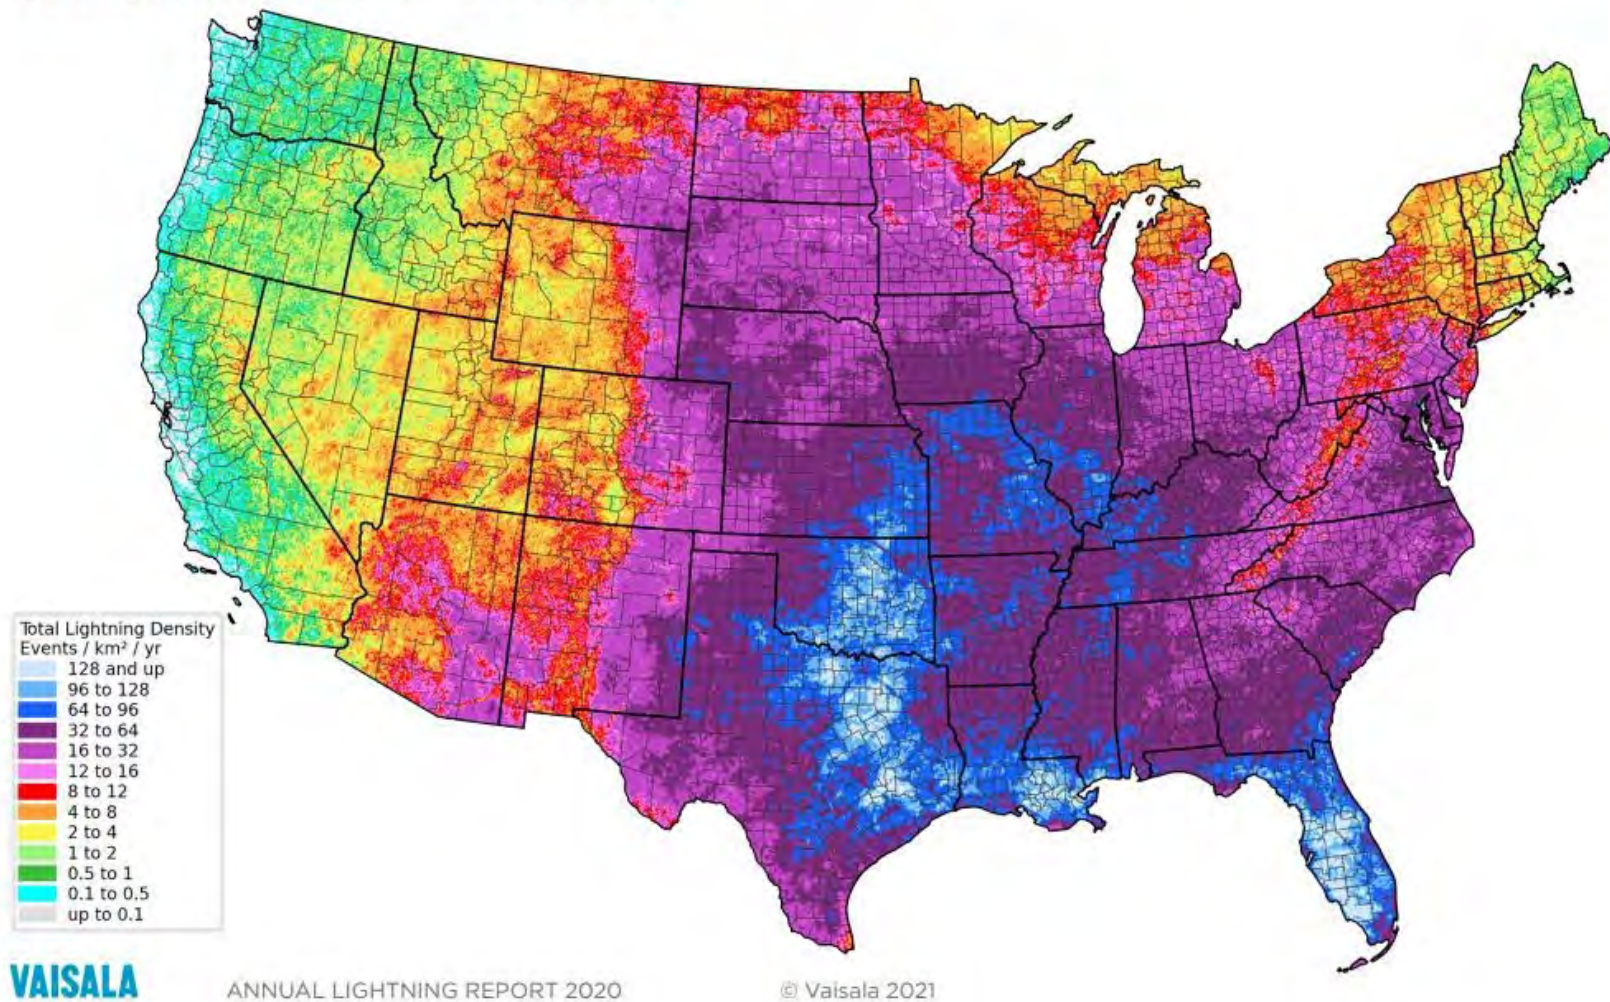 Total Lightning Density
Events / km² / yr
128 and up
96 to 128
64 to 96
32 to 64
16 to 32
12 to 16
8 to 12
4 to 8
2 to 4
1 to 2
0.5 to 1
0.1 to 0.5
up to 0.1
VAISALA
ANNUAL LIGHTNING REPORT 2020
© Vaisala 2021